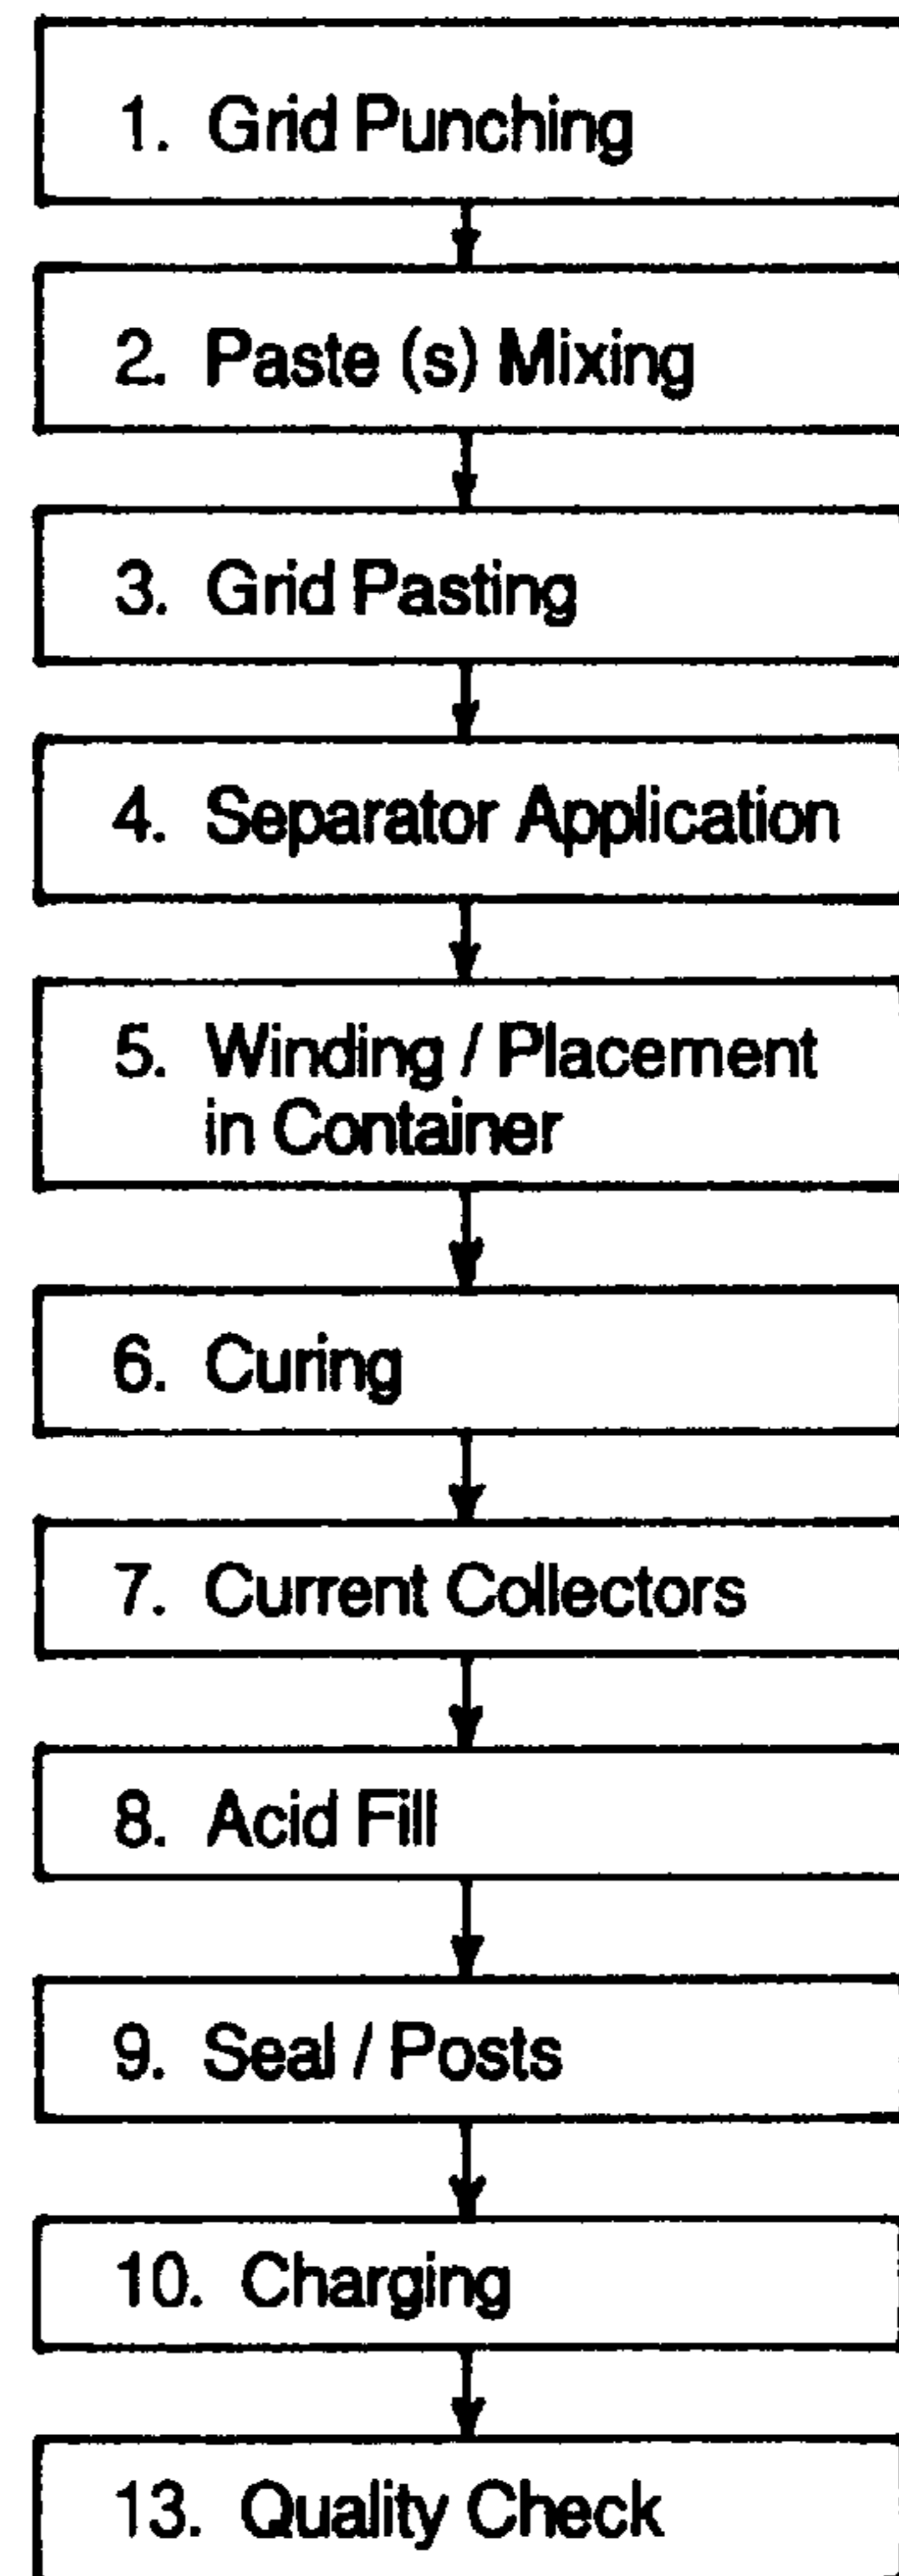 1. Grid Punching
2. Paste (s) Mixing
3. Grid Pasting
4. Separator Application
5. Winding / Placement
in Container
6. Curing
7. Current Collectors
8. Acid Fill
9. Seal / Posts
10. Charging
13. Quality Check